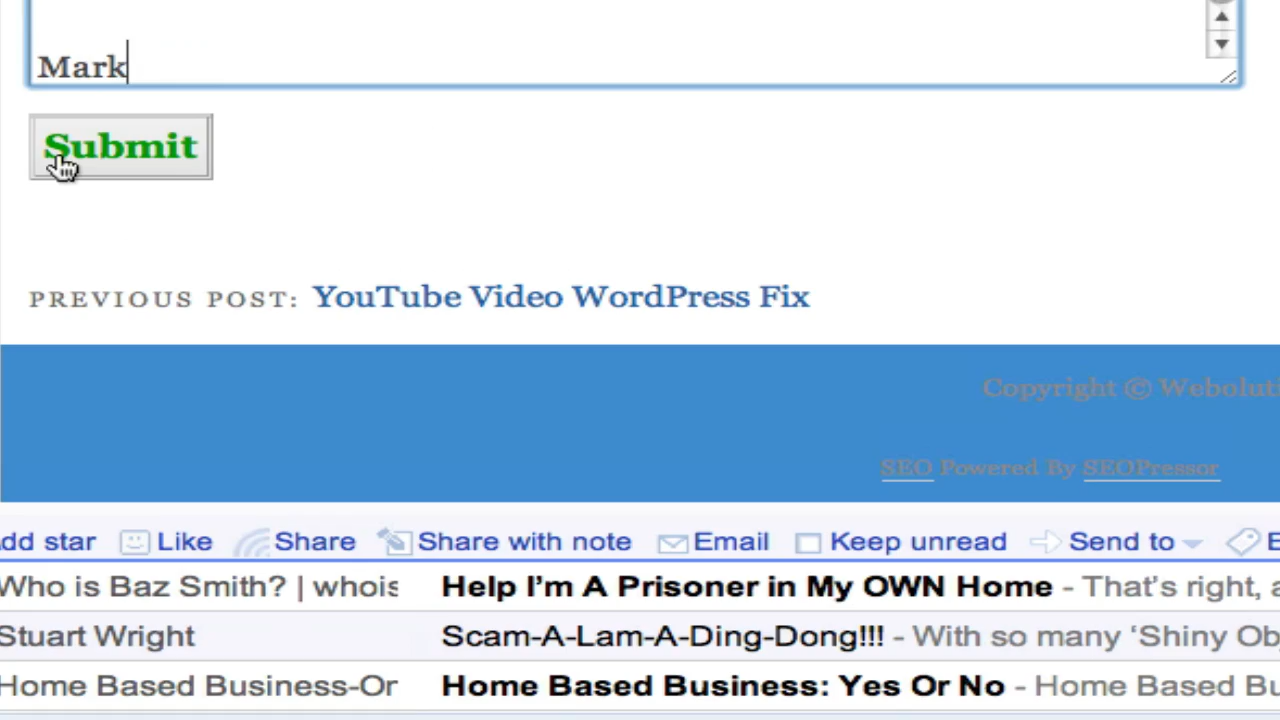 Mark
Submit
PREVIOUS POST: YouTube Video WordPress Fix
Copyright © Weboluti
SEO Powered By SEOPressor
dd star Like Share Share with note Email Keep unread Send to E
Who is Baz Smith? | whois Help I'm A Prisoner in My OWN Home - That's right, a
Stuart Wright Scam-A-Lam-A-Ding-Dong!!! - With so many ‘Shiny Ob
Home Based Business-Or Home Based Business: Yes Or No - Home Based Bu